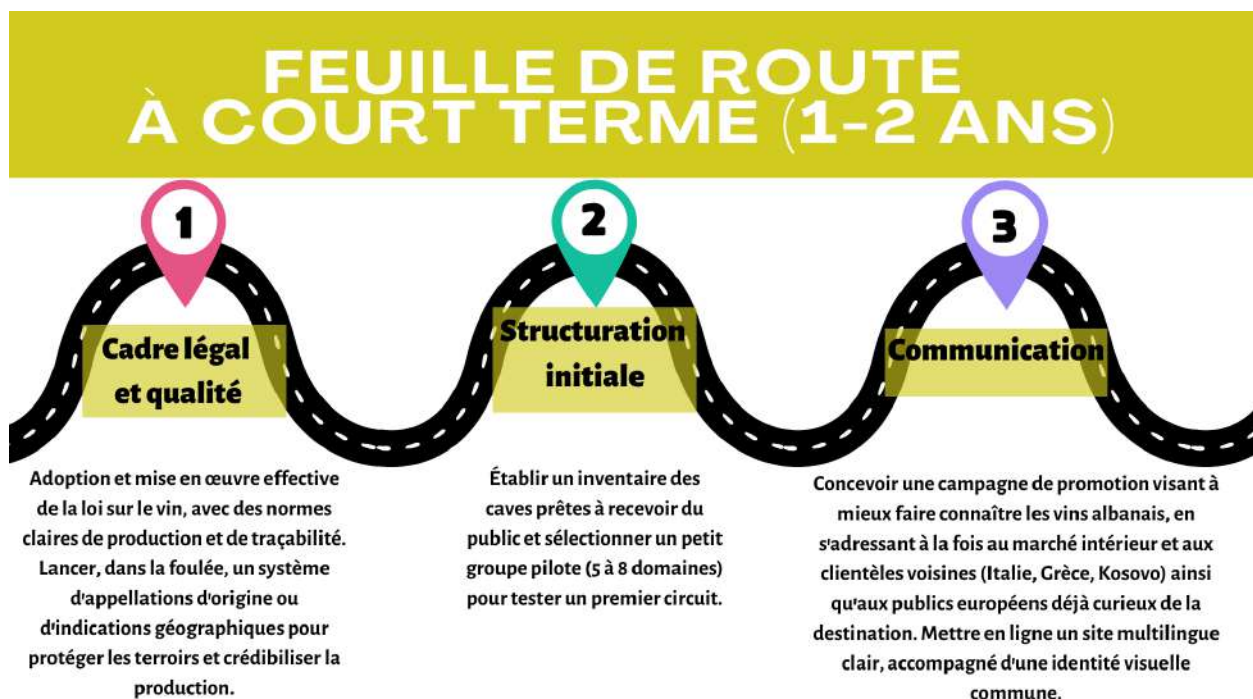 FEUILLE DE ROUTE
À COURT TERME (1-2 ANS)
1
Cadre légal
et qualité
Adoption et mise en œuvre effective
de la loi sur le vin, avec des normes
claires de production et de traçabilité.
Lancer, dans la foulée, un système
d'appellations d'origine ou
d'indications géographiques pour
protéger les terroirs et crédibiliser la
production.
2
Structuration
initiale
Établir un inventaire des
caves prêtes à recevoir du
public et sélectionner un petit
groupe pilote (5 à 8 domaines)
pour tester un premier circuit.
3
Communication
Concevoir une campagne de promotion visant à
mieux faire connaître les vins albanais, en
s'adressant à la fois au marché intérieur et aux
clientèles voisines (Italie, Grèce, Kosovo) ainsi
qu'aux publics européens déjà curieux de la
destination. Mettre en ligne un site multilingue
clair, accompagné d'une identité visuelle
commune.